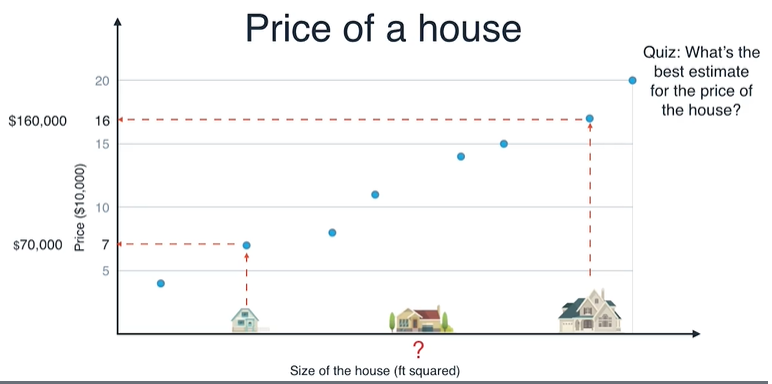 Price of a house
Quiz: What's the
best estimate
for the price of
the house?
20
$160,000
16
15
Price ($10,000)
10
$70,000
7
5
?
Size of the house (ft squared)